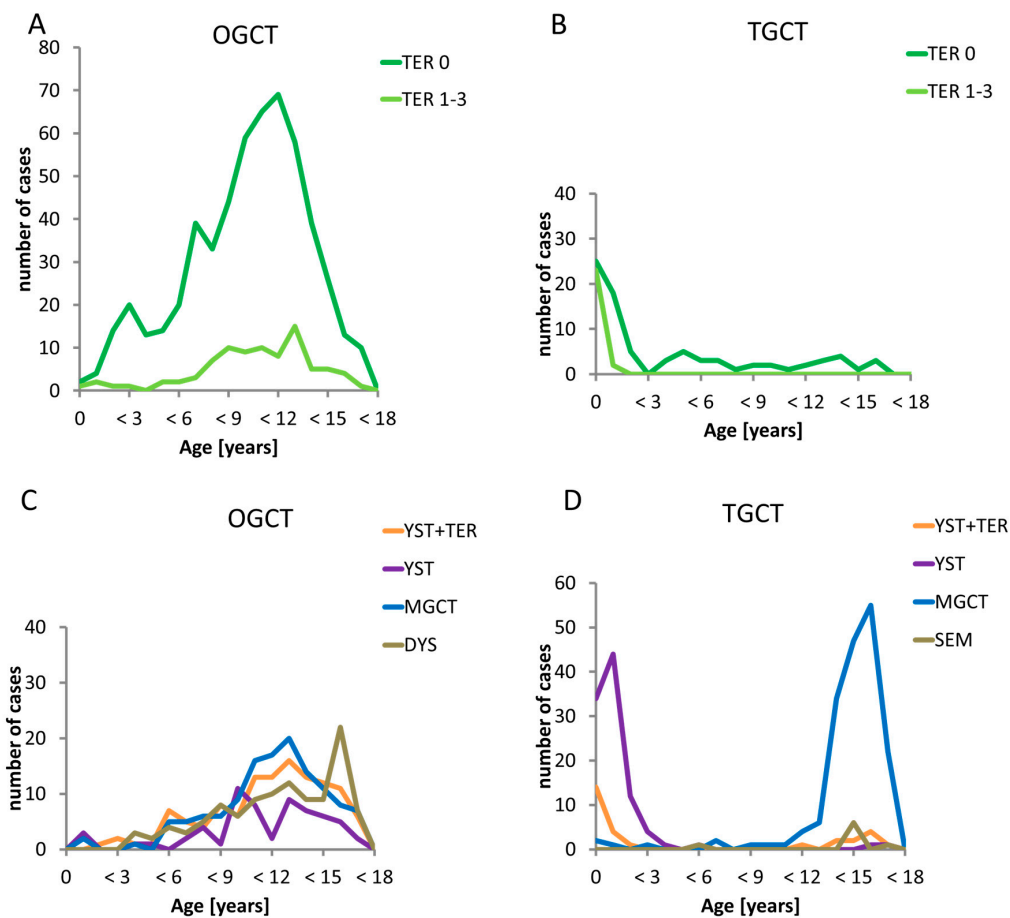 A
OGCT
TER 0
TER 1-3
number of cases
80
70
60
50
40
30
20
10
0
0 < 3 < 6 < 9 < 12 < 15 < 18
Age [years]
B
TGCT
TER 0
TER 1-3
number of cases
40
30
20
10
0
0 < 3 < 6 < 9 < 12 < 15 < 18
Age [years]
C
OGCT
YST+TER
YST
MGCT
DYS
number of cases
40
30
20
10
0
0 < 3 < 6 < 9 < 12 < 15 < 18
Age [years]
D
TGCT
YST+TER
YST
MGCT
SEM
number of cases
60
50
40
30
20
10
0
0 < 3 < 6 < 9 < 12 < 15 < 18
Age [years]